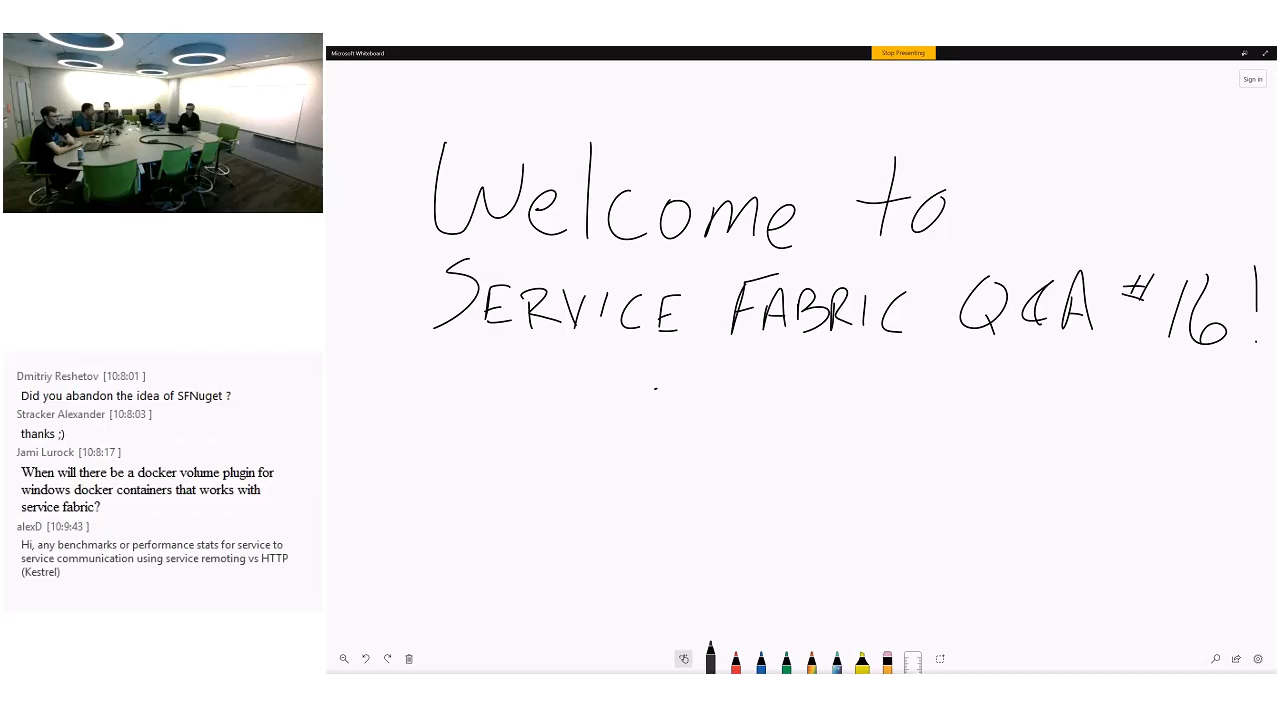 Microsoft Whiteboard
Stop Presenting
Sign in
Welcome to
SERVICE FABRIC Q&A #16!
Dmitriy Reshetov [10:8:01 ]
Did you abandon the idea of SFNuget ?
Stracker Alexander [10:8:03 ]
thanks ;)
Jami Lurock [10:8:17 ]
When will there be a docker volume plugin for
windows docker containers that works with
service fabric?
alexD [10:9:43 ]
Hi, any benchmarks or performance stats for service to
service communication using service remoting vs HTTP
(Kestrel)